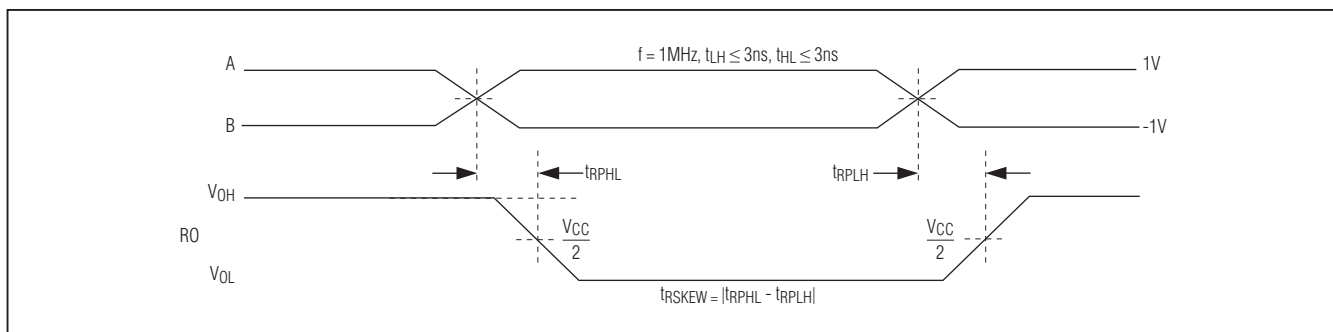 f = 1MHz, tLH ≤ 3ns, tHL ≤ 3ns
A
1V
B
-1V
tRPHL
tRPLH
VOH
RO
VCC
2
VCC
2
VOL
tRSKEW = |tRPHL - tRPLH|